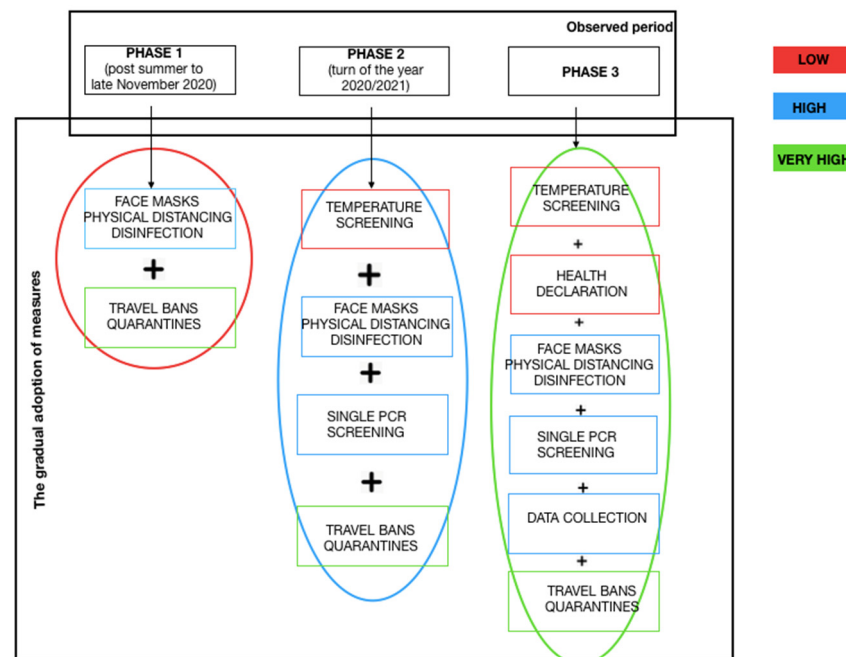 Observed period
PHASE 1
(post summer to
late November 2020)
PHASE 2
(turn of the year
2020/2021)
PHASE 3
LOW
HIGH
VERY HIGH
The gradual adoption of measures
FACE MASKS
PHYSICAL DISTANCING
DISINFECTION
+
TRAVEL BANS
QUARANTINES
TEMPERATURE
SCREENING
+
FACE MASKS
PHYSICAL DISTANCING
DISINFECTION
+
SINGLE PCR
SCREENING
+
TRAVEL BANS
QUARANTINES
TEMPERATURE
SCREENING
+
HEALTH
DECLARATION
+
FACE MASKS
PHYSICAL DISTANCING
DISINFECTION
+
SINGLE PCR
SCREENING
+
DATA COLLECTION
+
TRAVEL BANS
QUARANTINES